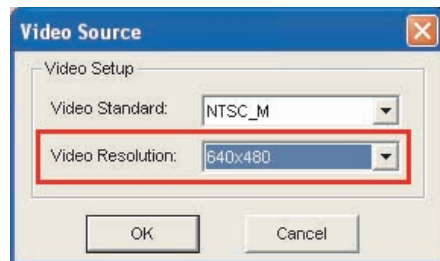 Video Source
Video Setup
Video Standard: NTSC_M
Video Resolution: 640x480
OK Cancel